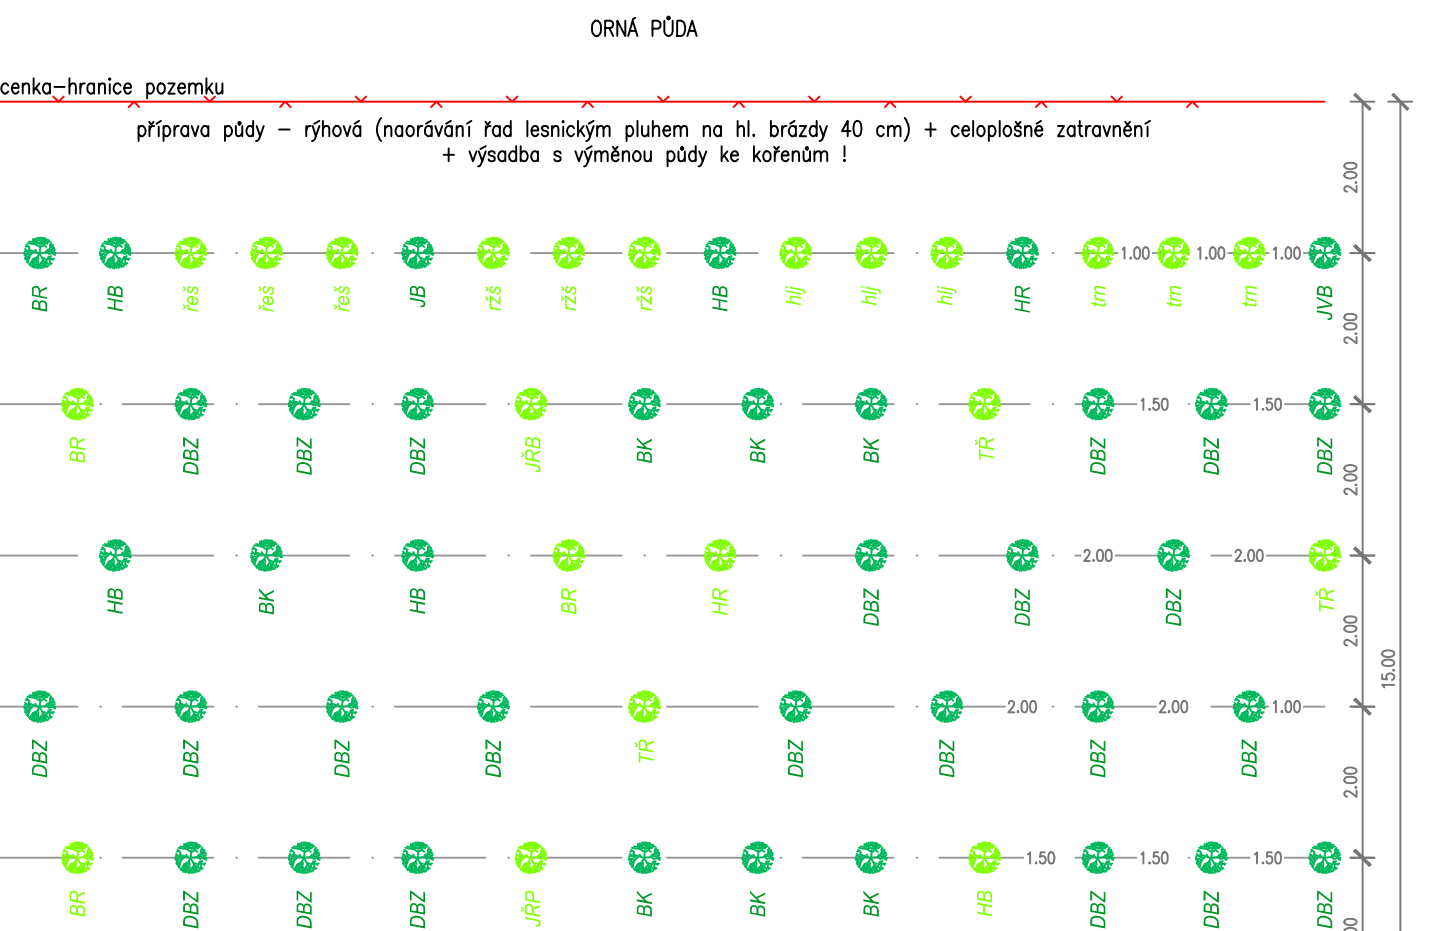 ORNÁ PŮDA
cenka-hranice pozemku
příprava půdy - rýhová (naorávání řad lesnickým pluhem na hl. brázdy 40 cm) + celoplošné zatravnění
+ výsadba s výměnou půdy ke kořenům !
2.00
1.00 1.00 1.00
BR HB řeš řeš řeš JB ržš ržš ržš HB hlj hlj hlj HR trn trn trn JVB
2.00
1.50 1.50
BR DBZ DBZ DBZ JŘB BK BK BK TŘ DBZ DBZ DBZ
2.00
2.00 2.00
HB BK HB BR HR DBZ DBZ DBZ TŘ
2.00
15.00
2.00 2.00 1.00
DBZ DBZ DBZ DBZ TŘ DBZ DBZ DBZ DBZ
2.00
1.50 1.50 1.50
BR DBZ DBZ DBZ JŘP BK BK BK HB DBZ DBZ DBZ